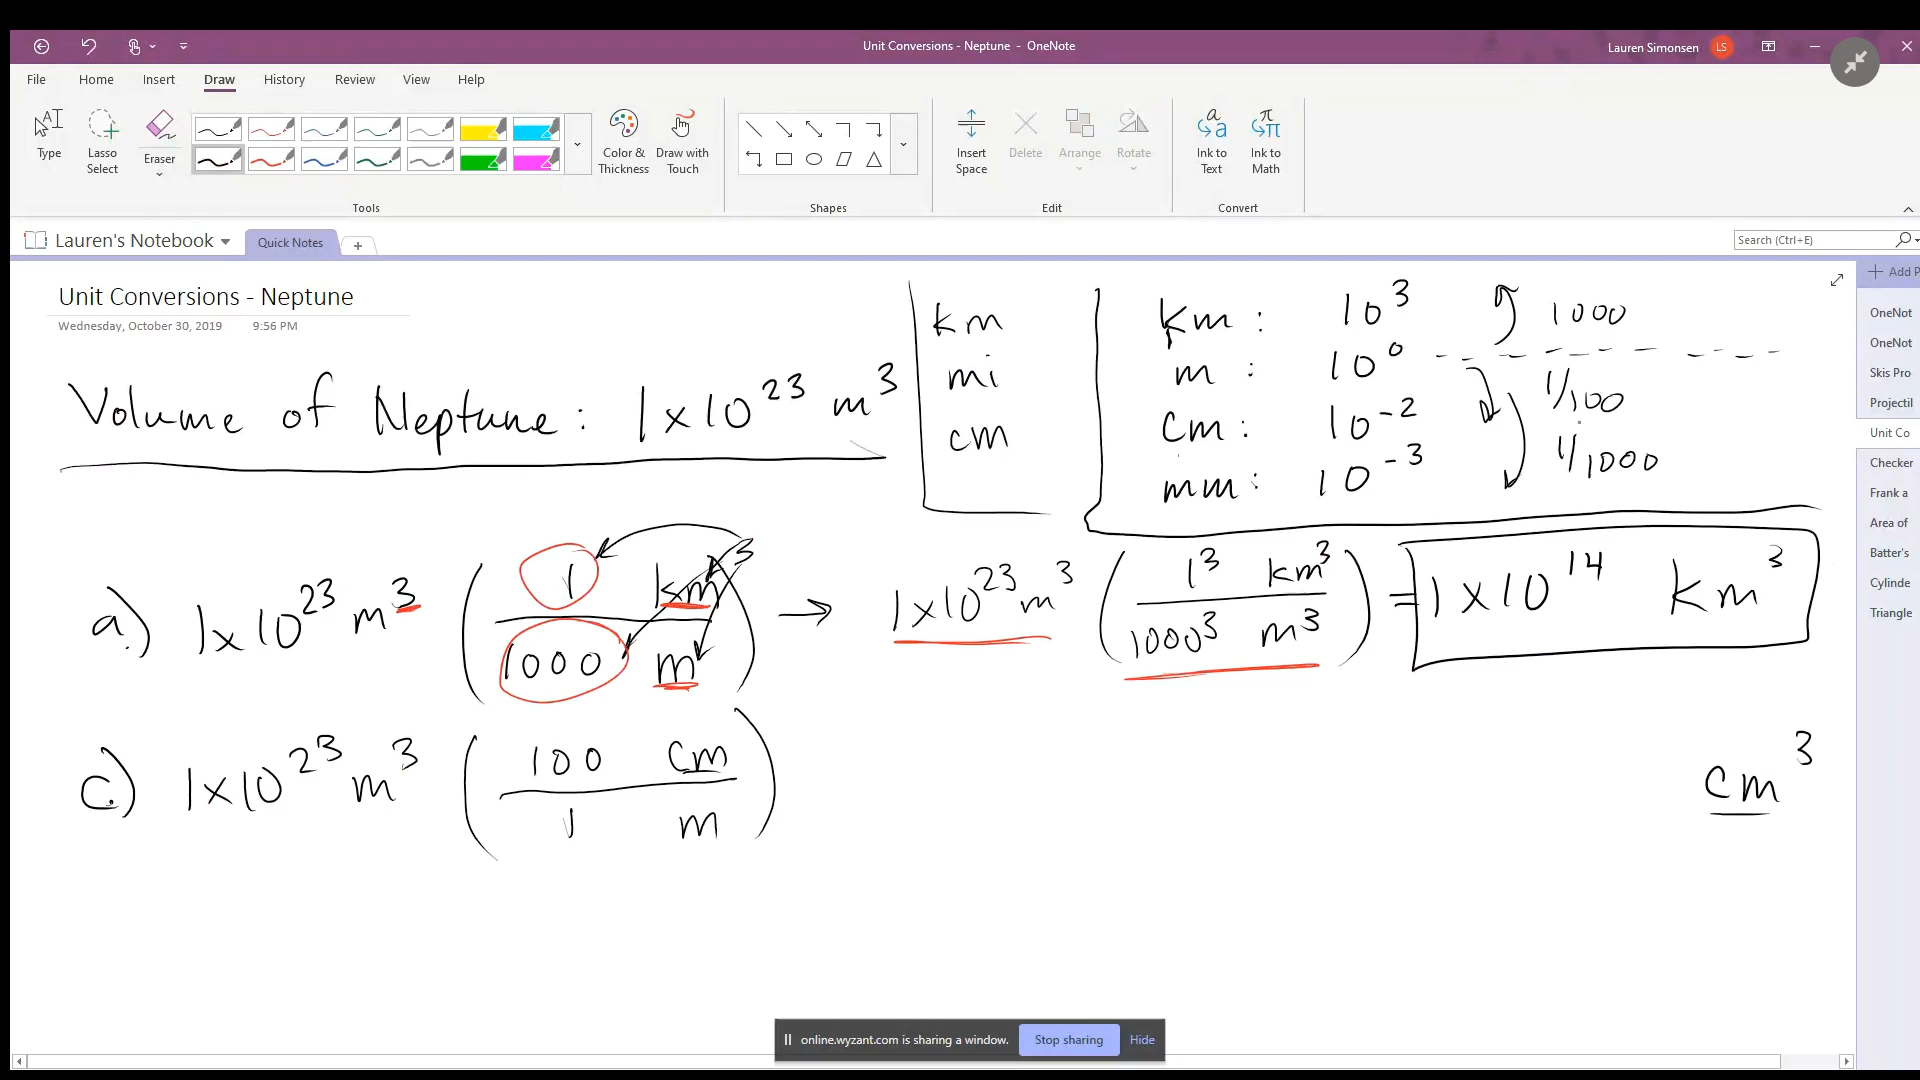 Unit Conversions - Neptune - OneNote
Lauren Simonsen LS
File Home Insert Draw History Review View Help
Type
Lasso Select
Eraser
Color & Thickness
Draw with Touch
Insert Space
Delete
Arrange
Rotate
Ink to Text
Ink to Math
Tools Shapes Edit Convert
Lauren's Notebook Quick Notes
Search (Ctrl+E)
Unit Conversions - Neptune
Wednesday, October 30, 2019 9:56 PM
Volume of Neptune: 1x10^23 m^3
km
mi
cm
km: 10^3 1000
m: 10^0
cm: 10^-2 1/100
mm: 10^-3 1/1000
a.) 1x10^23 m^3 (1 km / 1000 m)^3 → 1x10^23 m^3 (1^3 km^3 / 1000^3 m^3) = 1x10^14 km^3
c.) 1x10^23 m^3 (100 cm / 1 m) cm^3
Add P
OneNot
OneNot
Skis Pro
Projectil
Unit Co
Checker
Frank a
Area of
Batter's
Cylinde
Triangle
online.wyzant.com is sharing a window. Stop sharing Hide